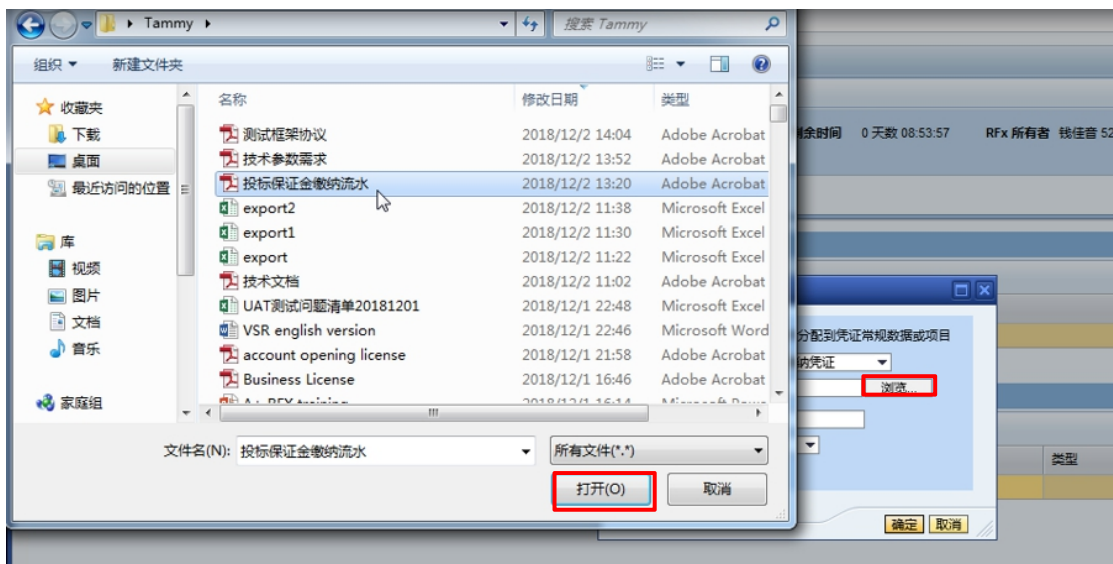 Tammy
搜索 Tammy
组织
新建文件夹
收藏夹
下载
桌面
最近访问的位置
库
视频
图片
文档
音乐
家庭组
名称 修改日期 类型
测试框架协议 2018/12/2 14:04 Adobe Acrobat
技术参数需求 2018/12/2 13:52 Adobe Acrobat
投标保证金缴纳流水 2018/12/2 13:20 Adobe Acrobat
export2 2018/12/2 11:38 Microsoft Excel
export1 2018/12/2 11:30 Microsoft Excel
export 2018/12/2 11:22 Microsoft Excel
技术文档 2018/12/2 11:02 Adobe Acrobat
UAT测试问题清单20181201 2018/12/1 22:48 Microsoft Excel
VSR english version 2018/12/1 22:46 Microsoft Word
account opening license 2018/12/1 21:58 Adobe Acrobat
Business License 2018/12/1 16:46 Adobe Acrobat
文件名(N): 投标保证金缴纳流水 所有文件(*.*)
打开(O) 取消
余时间 0 天数 08:53:57 RFx 所有者 钱佳音 52
分配到凭证常规数据或项目
纳凭证
浏览...
类型
确定 取消